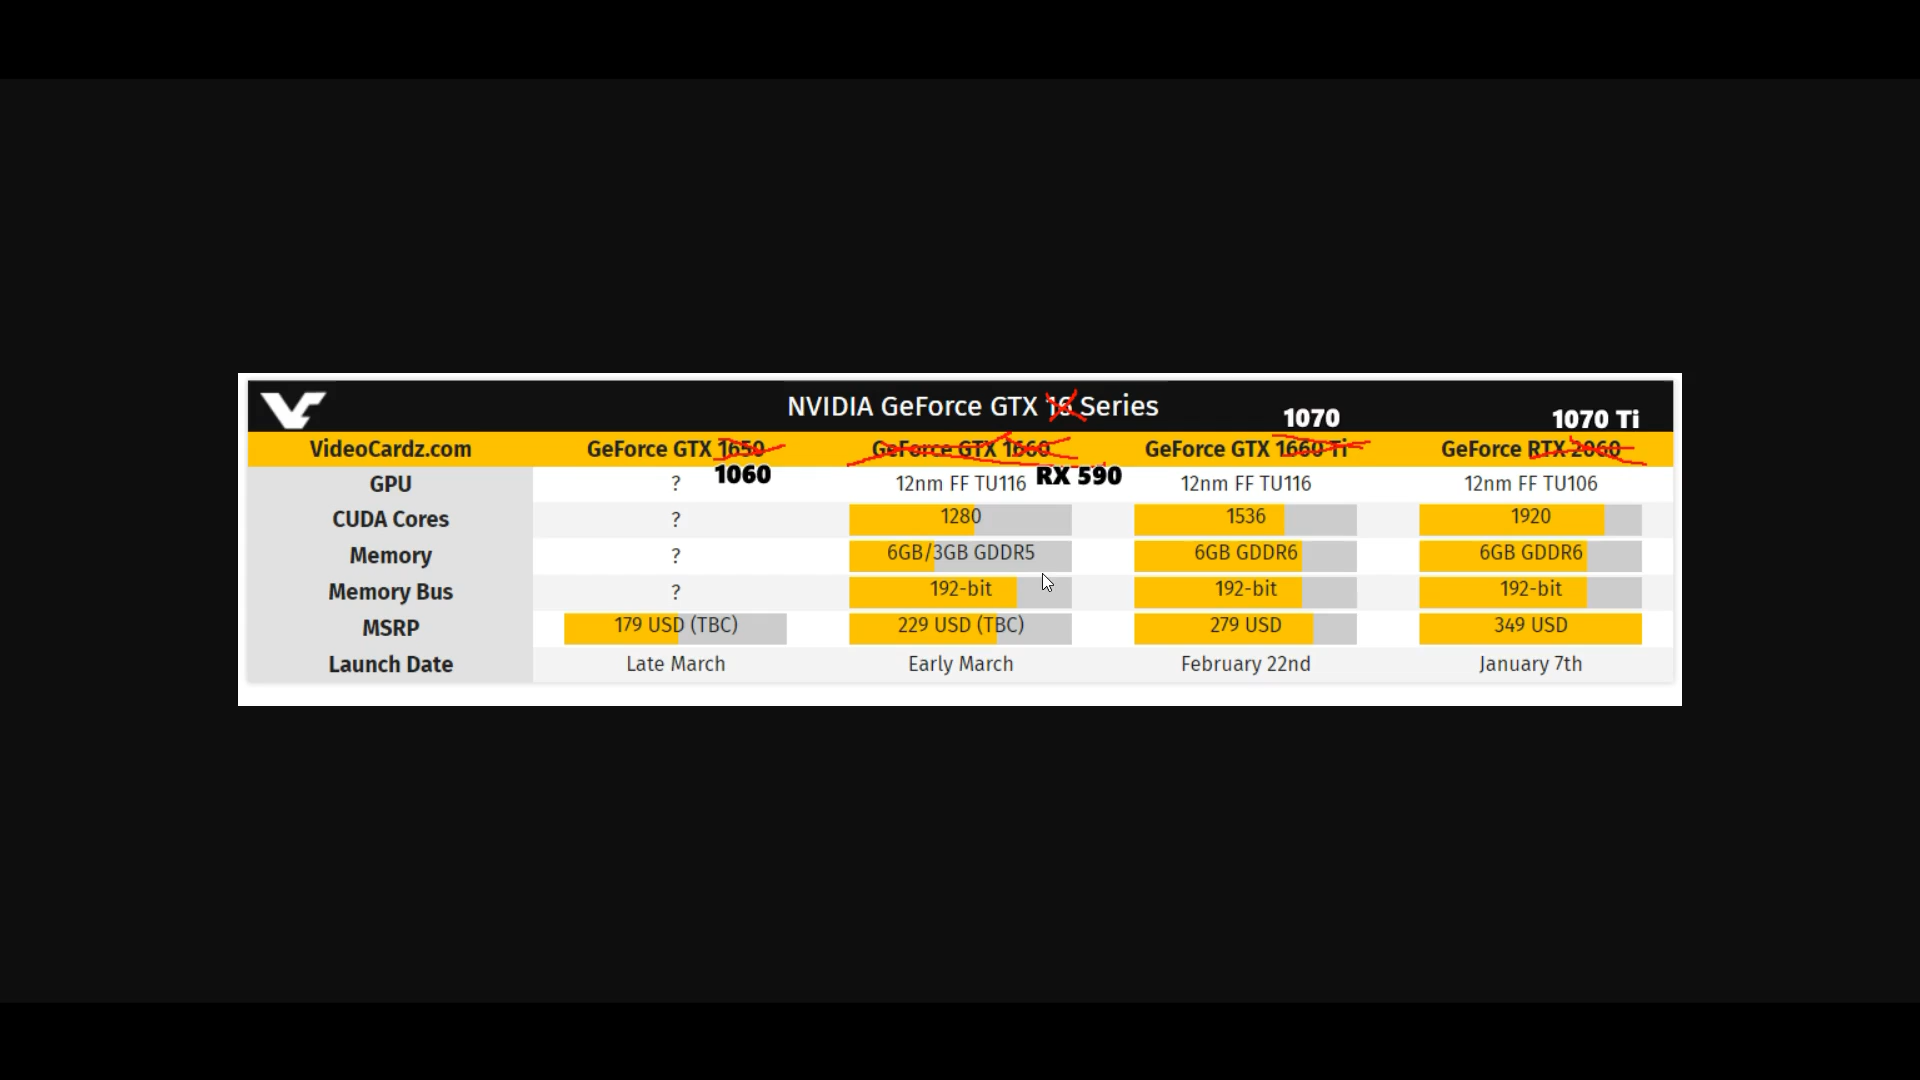 NVIDIA GeForce GTX 16 Series
1070
1070 Ti
VideoCardz.com GeForce GTX 1650 GeForce GTX 1660 GeForce GTX 1660 Ti GeForce RTX 2060
1060
RX 590
GPU ? 12nm FF TU116 12nm FF TU116 12nm FF TU106
CUDA Cores ? 1280 1536 1920
Memory ? 6GB/3GB GDDR5 6GB GDDR6 6GB GDDR6
Memory Bus ? 192-bit 192-bit 192-bit
MSRP 179 USD (TBC) 229 USD (TBC) 279 USD 349 USD
Launch Date Late March Early March February 22nd January 7th